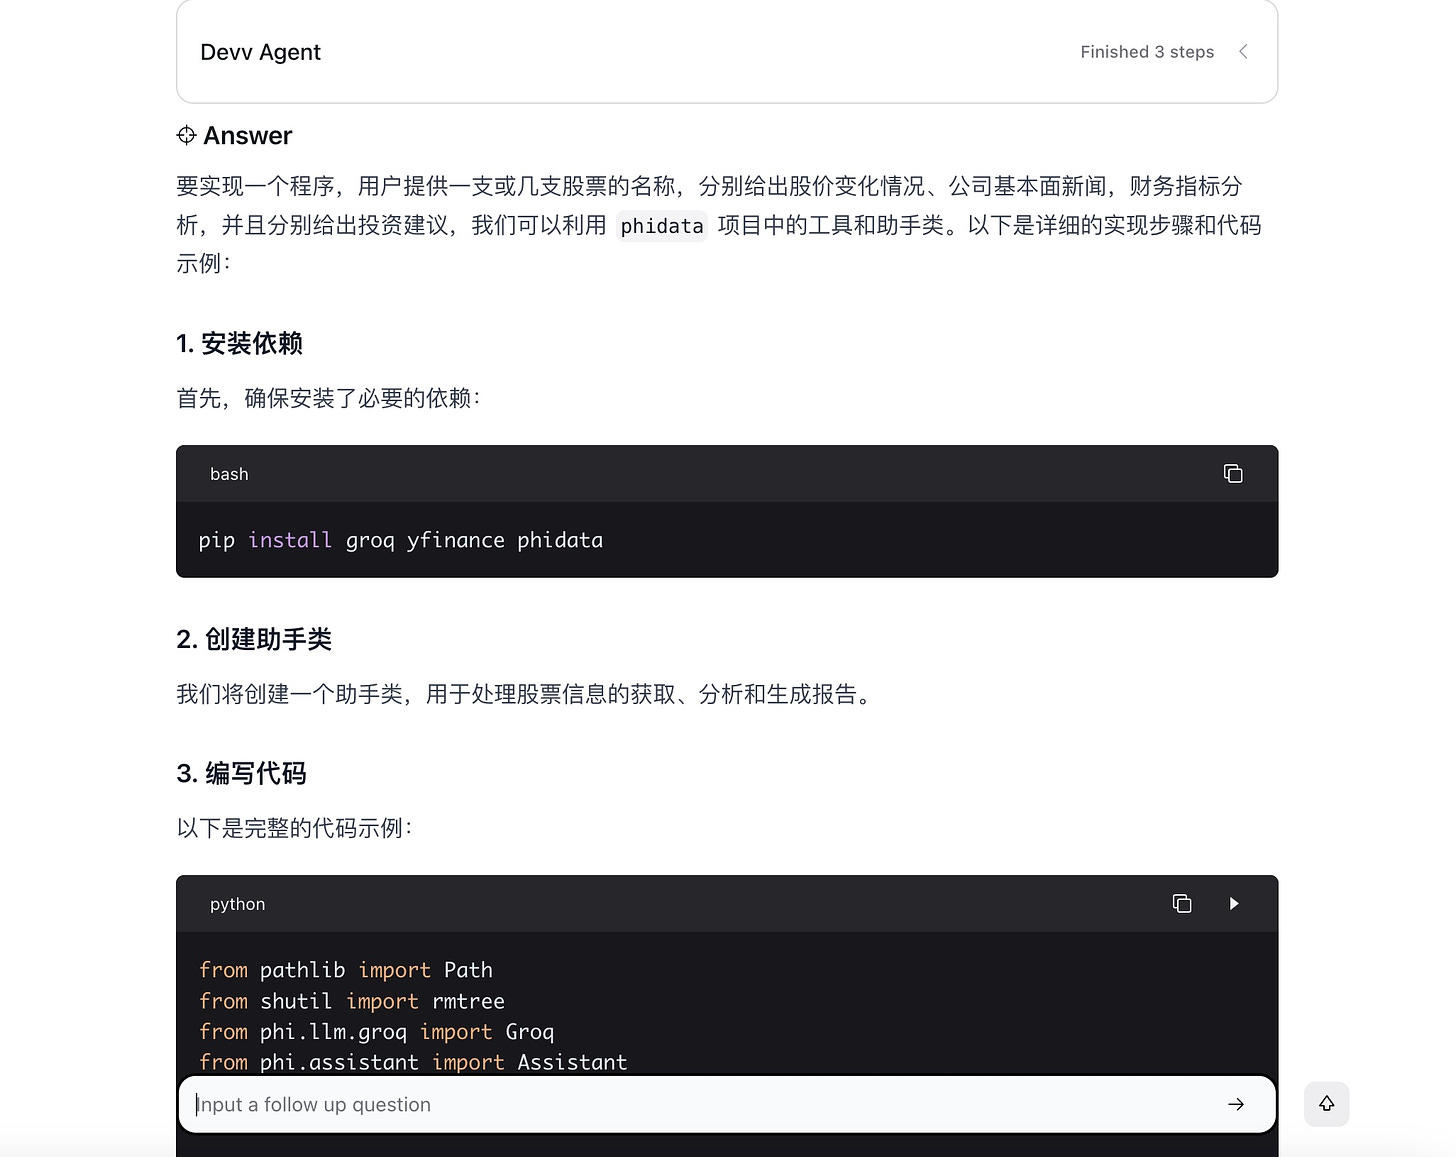 Devv Agent
Finished 3 steps
Answer
要实现一个程序，用户提供一支或几支股票的名称，分别给出股价变化情况、公司基本面新闻，财务指标分
析，并且分别给出投资建议，我们可以利用 phidata 项目中的工具和助手类。以下是详细的实现步骤和代码
示例：
1. 安装依赖
首先，确保安装了必要的依赖：
bash
pip install groq yfinance phidata
2. 创建助手类
我们将创建一个助手类，用于处理股票信息的获取、分析和生成报告。
3. 编写代码
以下是完整的代码示例：
python
from pathlib import Path
from shutil import rmtree
from phi.llm.groq import Groq
from phi.assistant import Assistant
Input a follow up question